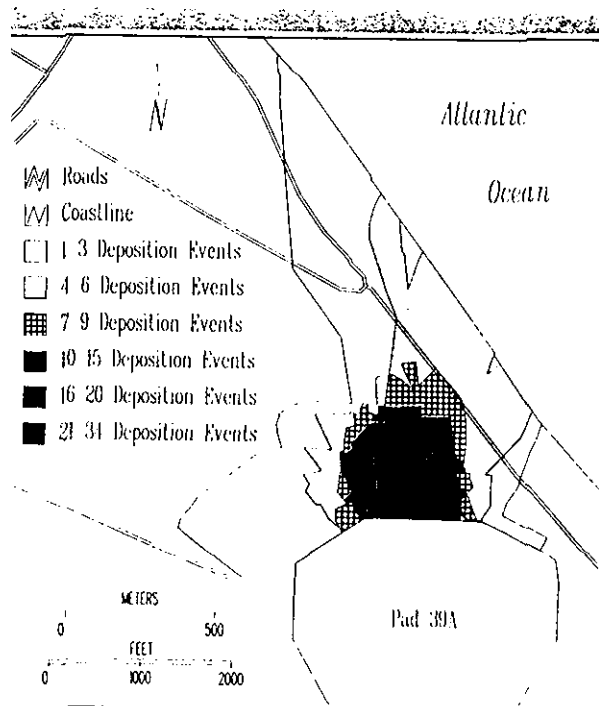 Atlantic
Ocean
N
Roads
Coastline
1 3 Deposition Events
4 6 Deposition Events
7 9 Deposition Events
10 15 Deposition Events
16 20 Deposition Events
21 34 Deposition Events
METERS
0 500
FEET
0 1000 2000
Pad 39A